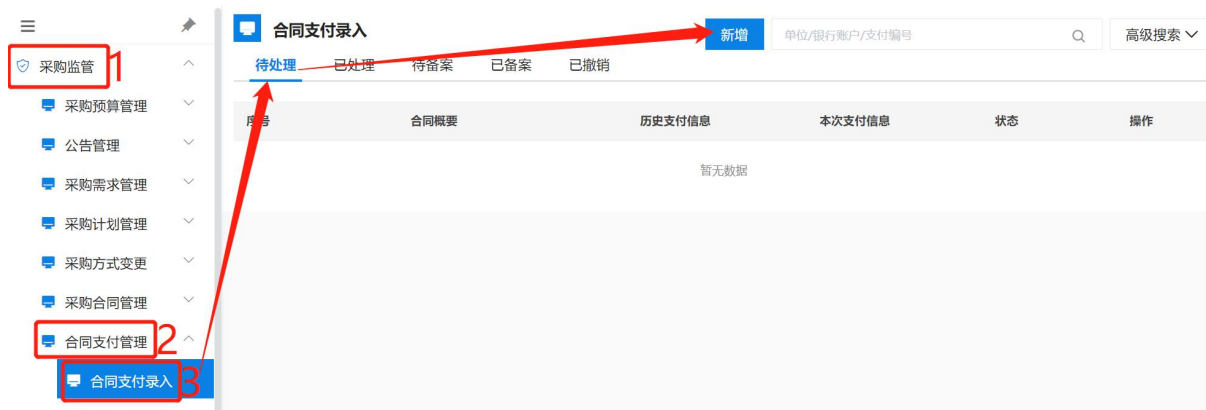 合同支付录入
新增
单位/银行账户/支付编号
高级搜索
采购监管 1
待处理 已处理 待备案 已备案 已撤销
采购预算管理
序号 合同概要 历史支付信息 本次支付信息 状态 操作
公告管理
暂无数据
采购需求管理
采购计划管理
采购方式变更
采购合同管理
合同支付管理 2
合同支付录入 3